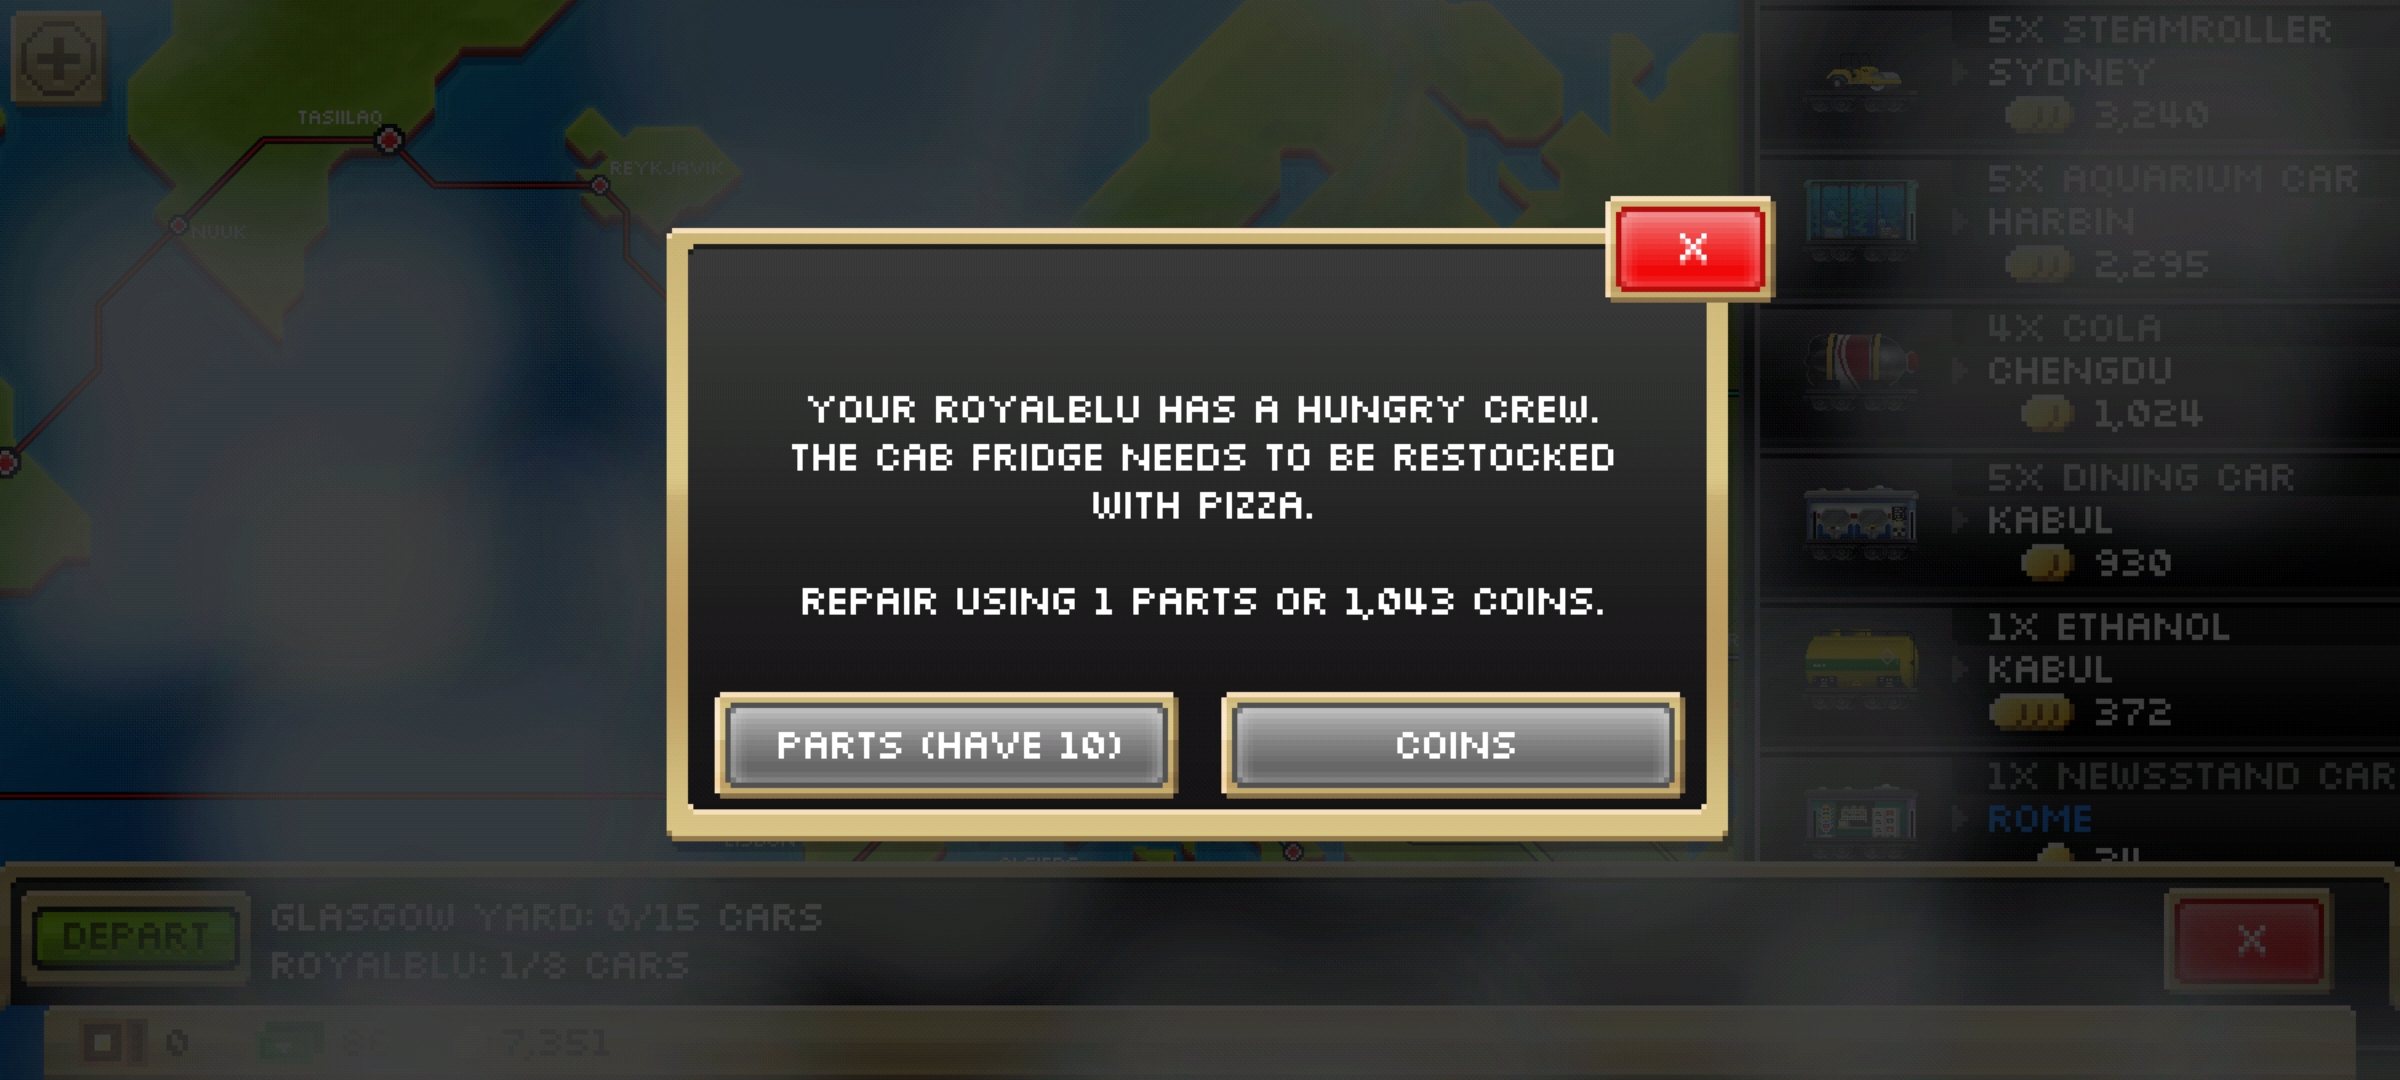 TASIILAQ
REYKJAVIK
NUUK
5X STEAMROLLER
SYDNEY
3,240
5X AQUARIUM CAR
HARBIN
2,295
4X COLA
CHENGDU
1,024
5X DINING CAR
KABUL
930
1X ETHANOL
KABUL
372
1X NEWSSTAND CAR
ROME
X
YOUR ROYALBLU HAS A HUNGRY CREW.
THE CAB FRIDGE NEEDS TO BE RESTOCKED
WITH PIZZA.
REPAIR USING 1 PARTS OR 1,043 COINS.
PARTS (HAVE 10)
COINS
DEPART
GLASGOW YARD: 0/15 CARS
ROYALBLU: 1/8 CARS
X
0
7,351